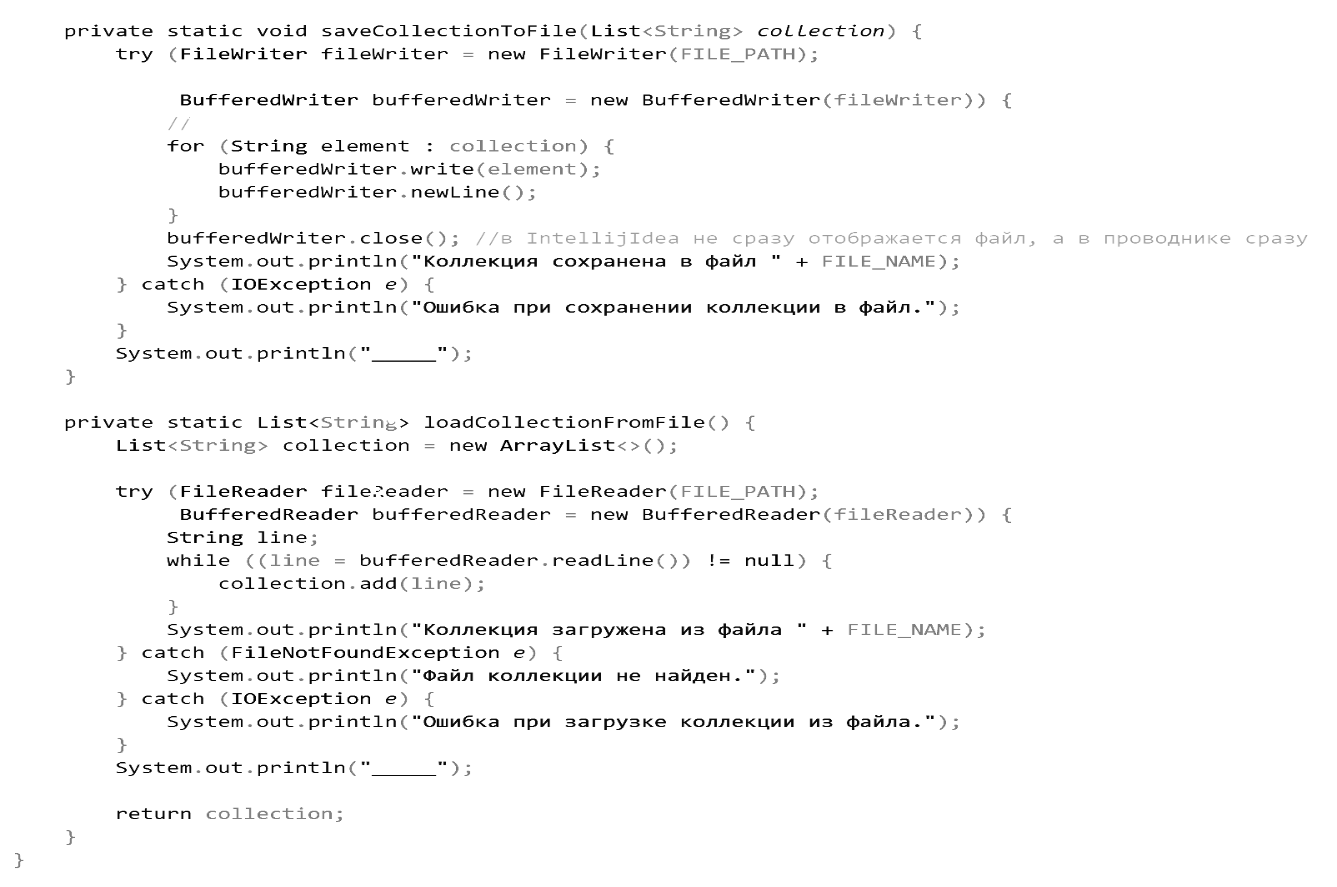 private static void saveCollectionToFile(List<String> collection) {
try (FileWriter fileWriter = new FileWriter(FILE_PATH);
BufferedWriter bufferedWriter = new BufferedWriter(fileWriter)) {
//
for (String element : collection) {
bufferedWriter.write(element);
bufferedWriter.newLine();
}
bufferedWriter.close(); //в IntellijIdea не сразу отображается файл, а в проводнике сразу
System.out.println("Коллекция сохранена в файл " + FILE_NAME);
} catch (IOException e) {
System.out.println("Ошибка при сохранении коллекции в файл.");
}
System.out.println("_____");
}
private static List<String> loadCollectionFromFile() {
List<String> collection = new ArrayList<>();
try (FileReader fileReader = new FileReader(FILE_PATH);
BufferedReader bufferedReader = new BufferedReader(fileReader)) {
String line;
while ((line = bufferedReader.readLine()) != null) {
collection.add(line);
}
System.out.println("Коллекция загружена из файла " + FILE_NAME);
} catch (FileNotFoundException e) {
System.out.println("Файл коллекции не найден.");
} catch (IOException e) {
System.out.println("Ошибка при загрузке коллекции из файла.");
}
System.out.println("_____");
return collection;
}
}